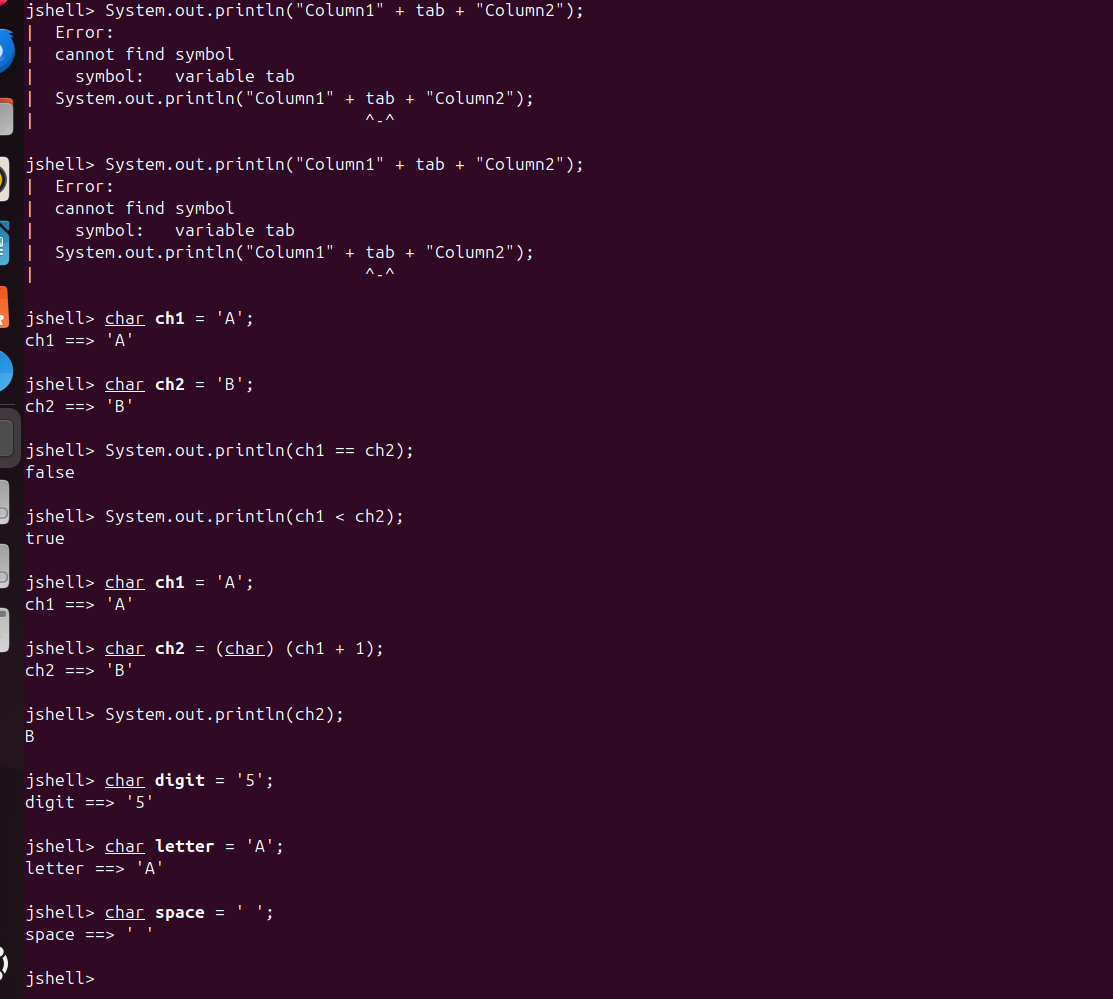 jshell> System.out.println("Column1" + tab + "Column2");
|  Error:
|  cannot find symbol
|    symbol:   variable tab
|  System.out.println("Column1" + tab + "Column2");
|                                 ^-^
jshell> System.out.println("Column1" + tab + "Column2");
|  Error:
|  cannot find symbol
|    symbol:   variable tab
|  System.out.println("Column1" + tab + "Column2");
|                                 ^-^
jshell> char ch1 = 'A';
ch1 ==> 'A'
jshell> char ch2 = 'B';
ch2 ==> 'B'
jshell> System.out.println(ch1 == ch2);
false
jshell> System.out.println(ch1 < ch2);
true
jshell> char ch1 = 'A';
ch1 ==> 'A'
jshell> char ch2 = (char) (ch1 + 1);
ch2 ==> 'B'
jshell> System.out.println(ch2);
B
jshell> char digit = '5';
digit ==> '5'
jshell> char letter = 'A';
letter ==> 'A'
jshell> char space = ' ';
space ==> ' '
jshell>